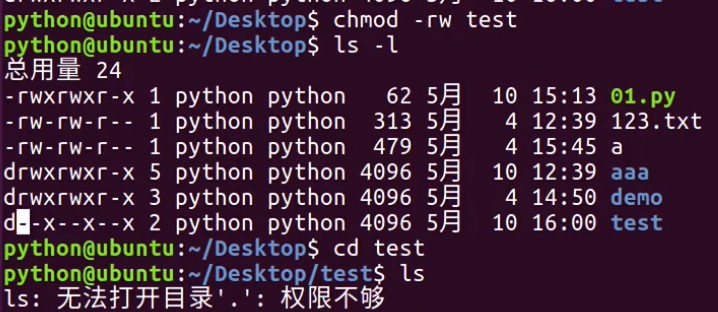 python@ubuntu:~/Desktop$ chmod -rw test
python@ubuntu:~/Desktop$ ls -l
总用量 24
-rwxrwxr-x 1 python python   62 5月  10 15:13 01.py
-rw-rw-r-- 1 python python  313 5月   4 12:39 123.txt
-rw-rw-r-- 1 python python  479 5月   4 15:45 a
drwxrwxr-x 5 python python 4096 5月  10 12:39 aaa
drwxrwxr-x 3 python python 4096 5月   4 14:50 demo
d--x--x--x 2 python python 4096 5月  10 16:00 test
python@ubuntu:~/Desktop$ cd test
python@ubuntu:~/Desktop/test$ ls
ls: 无法打开目录'.': 权限不够